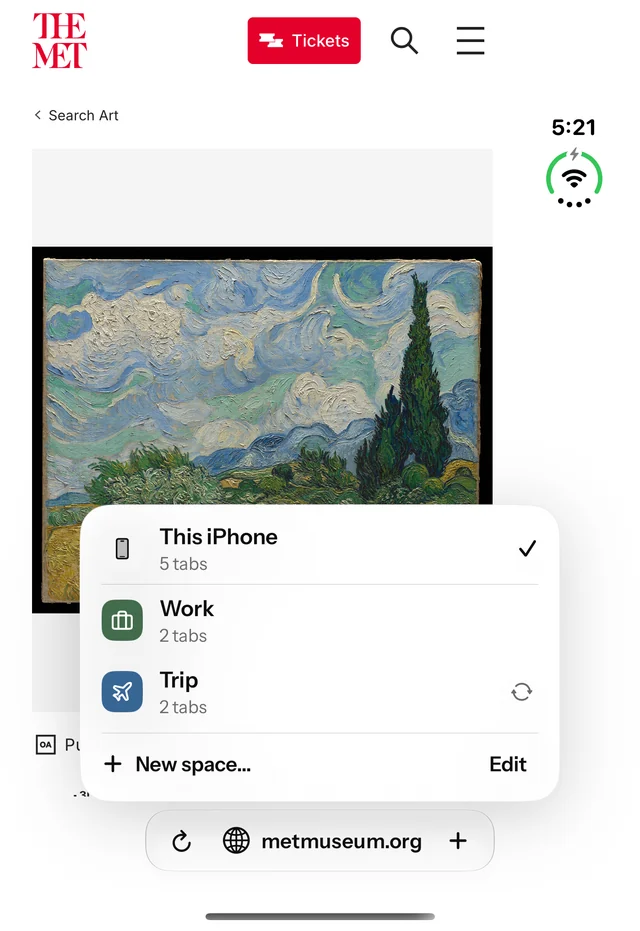 THE
MET
Tickets
Search Art
5:21
This iPhone
5 tabs
Work
2 tabs
Trip
2 tabs
OA
New space...
Edit
metmuseum.org